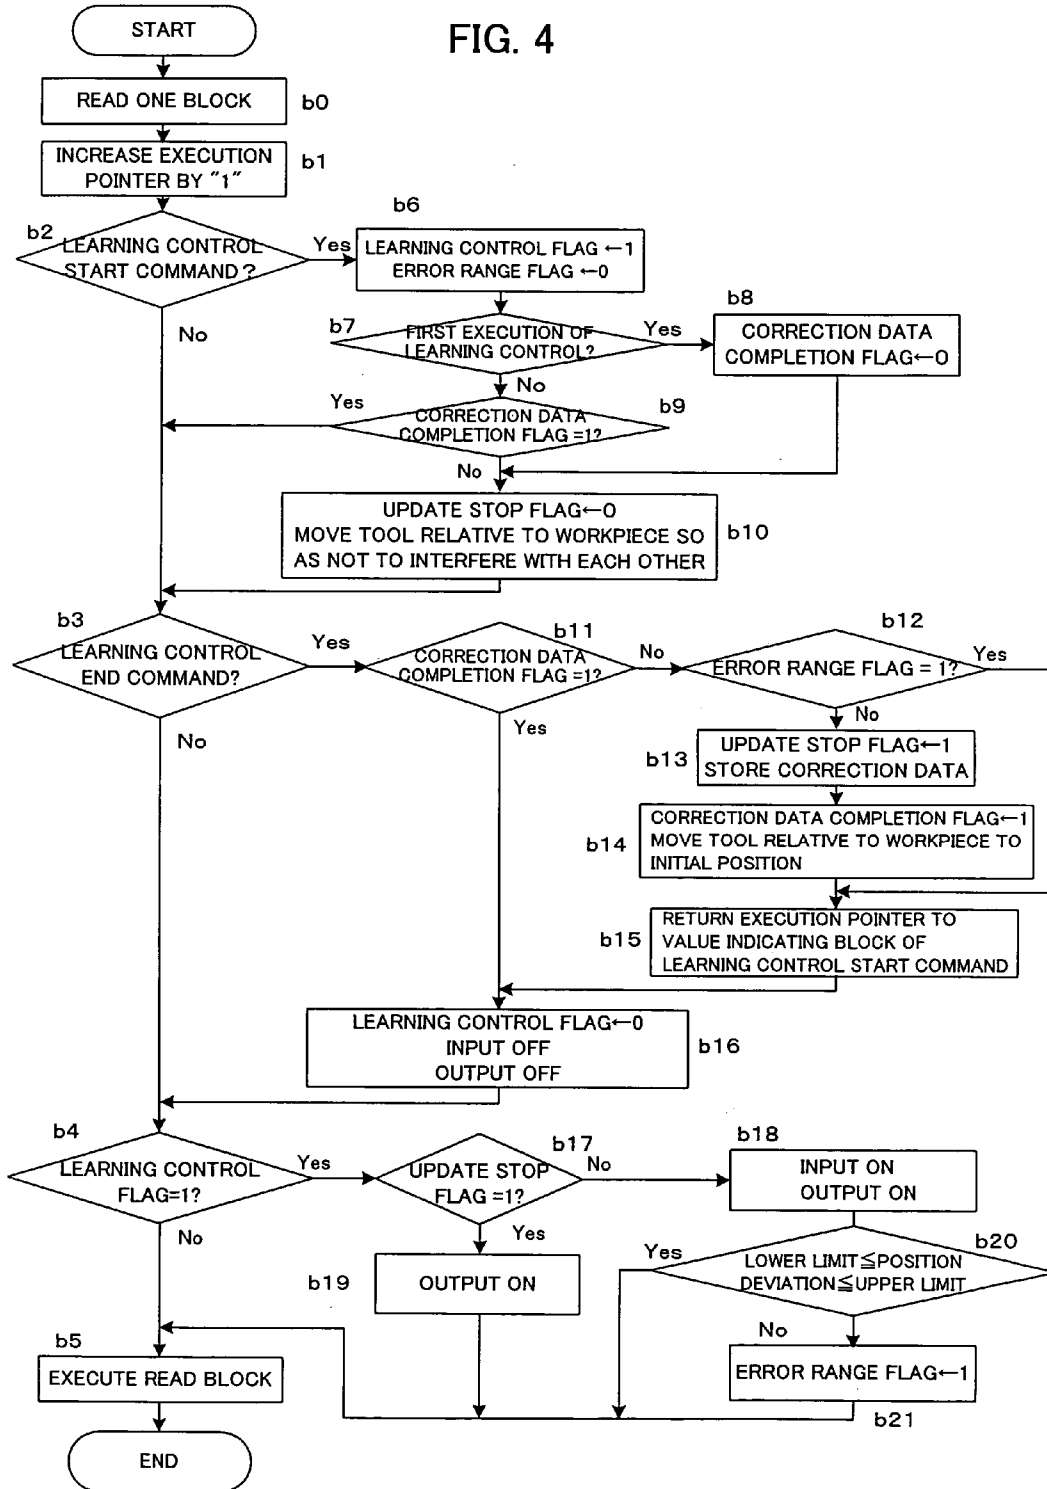 FIG. 4
START
READ ONE BLOCK
b0
INCREASE EXECUTION
POINTER BY "1"
b1
b2
LEARNING CONTROL
START COMMAND?
Yes
No
b6
LEARNING CONTROL FLAG ←1
ERROR RANGE FLAG ←0
b7
FIRST EXECUTION OF
LEARNING CONTROL?
Yes
No
b8
CORRECTION DATA
COMPLETION FLAG←0
Yes
b9
CORRECTION DATA
COMPLETION FLAG =1?
No
UPDATE STOP FLAG←0
MOVE TOOL RELATIVE TO WORKPIECE SO
AS NOT TO INTERFERE WITH EACH OTHER
b10
b3
LEARNING CONTROL
END COMMAND?
Yes
No
b11
CORRECTION DATA
COMPLETION FLAG =1?
No
Yes
b12
ERROR RANGE FLAG = 1?
Yes
No
b13
UPDATE STOP FLAG←1
STORE CORRECTION DATA
b14
CORRECTION DATA COMPLETION FLAG←1
MOVE TOOL RELATIVE TO WORKPIECE TO
INITIAL POSITION
b15
RETURN EXECUTION POINTER TO
VALUE INDICATING BLOCK OF
LEARNING CONTROL START COMMAND
LEARNING CONTROL FLAG←0
INPUT OFF
OUTPUT OFF
b16
b4
LEARNING CONTROL
FLAG=1?
Yes
No
b17
UPDATE STOP
FLAG =1?
No
Yes
b18
INPUT ON
OUTPUT ON
b19
OUTPUT ON
b20
Yes
LOWER LIMIT≦POSITION
DEVIATION≦UPPER LIMIT
No
ERROR RANGE FLAG←1
b21
b5
EXECUTE READ BLOCK
END